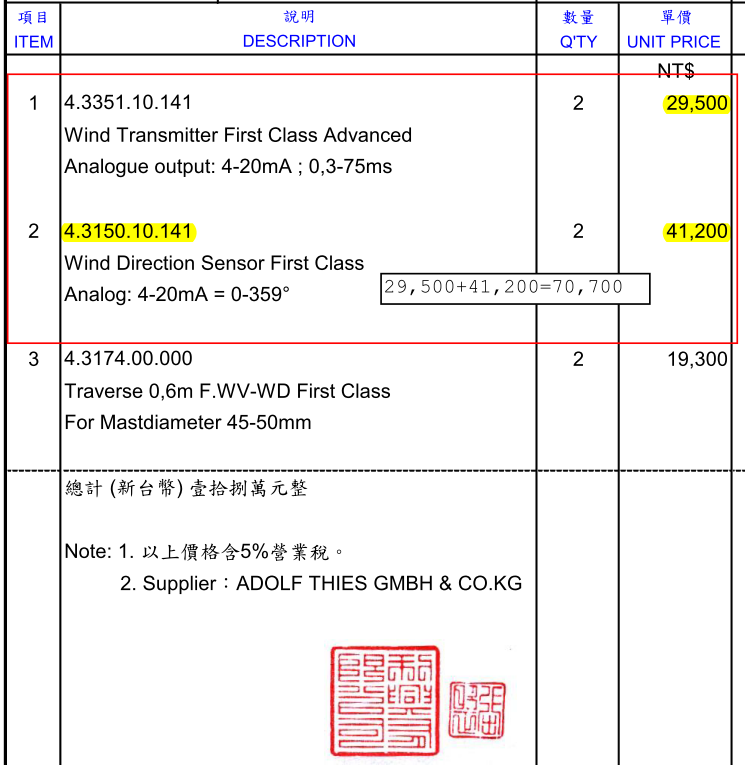 項目 說明 數量 單價
ITEM DESCRIPTION Q'TY UNIT PRICE
NT$
1 4.3351.10.141 2 29,500
Wind Transmitter First Class Advanced
Analogue output: 4-20mA ; 0,3-75ms
2 4.3150.10.141 2 41,200
Wind Direction Sensor First Class
Analog: 4-20mA = 0-359°
29,500+41,200=70,700
3 4.3174.00.000 2 19,300
Traverse 0,6m F.WV-WD First Class
For Mastdiameter 45-50mm
總計 (新台幣) 壹拾捌萬元整
Note: 1. 以上價格含5%營業稅。
2. Supplier：ADOLF THIES GMBH & CO.KG